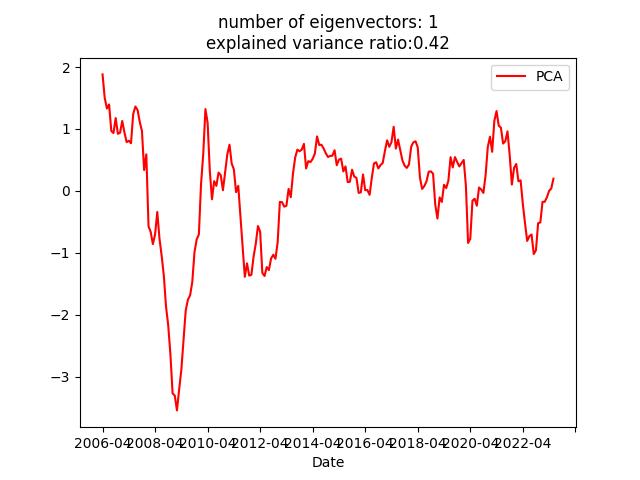 number of eigenvectors: 1
explained variance ratio:0.42
PCA
2
1
0
−1
−2
−3
2006-04 2008-04 2010-04 2012-04 2014-04 2016-04 2018-04 2020-04 2022-04
Date